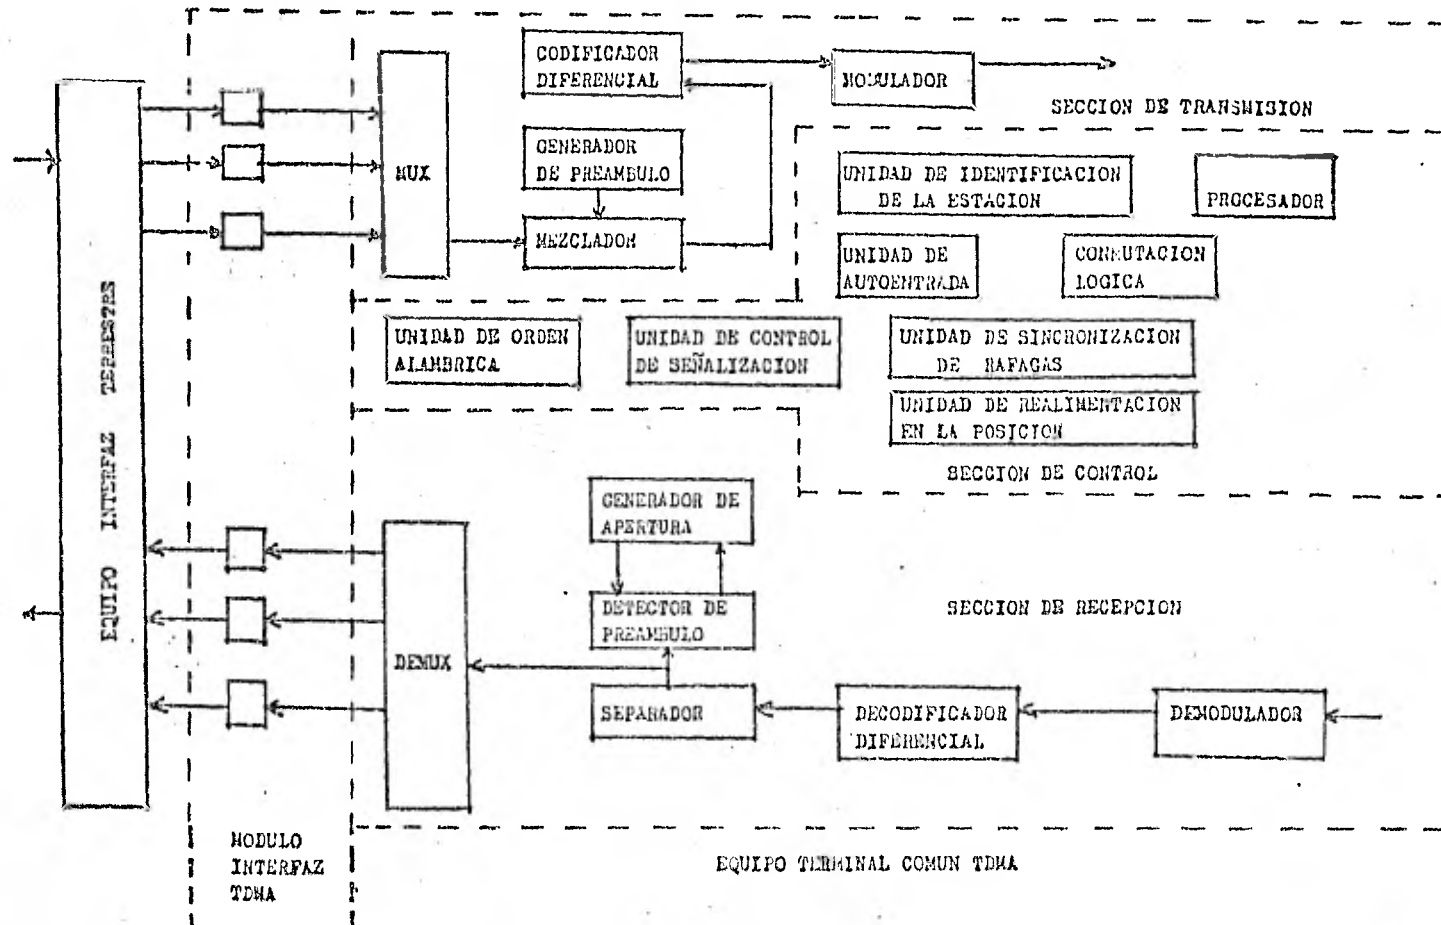 CODIFICADOR
DIFERENCIAL
MODULADOR
SECCION DE TRANSMISION
MUX
GENERADOR
DE PREAMBULO
MEZCLADOR
UNIDAD DE IDENTIFICACION
DE LA ESTACION
PROCESADOR
UNIDAD DE
AUTOENTRADA
CONMUTACION
LOGICA
UNIDAD DE ORDEN
ALAMBRICA
UNIDAD DE CONTROL
DE SEÑALIZACION
UNIDAD DE SINCRONIZACION
DE RAFAGAS
UNIDAD DE REALIMENTACION
EN LA POSICION
SECCION DE CONTROL
EQUIPO INTERFAZ TERRESTRES
GENERADOR DE
APERTURA
DETECTOR DE
PREAMBULO
SECCION DE RECEPCION
DEMUX
SEPARADOR
DECODIFICADOR
DIFERENCIAL
DEMODULADOR
MODULO
INTERFAZ
TDMA
EQUIPO TERMINAL COMUN TDMA